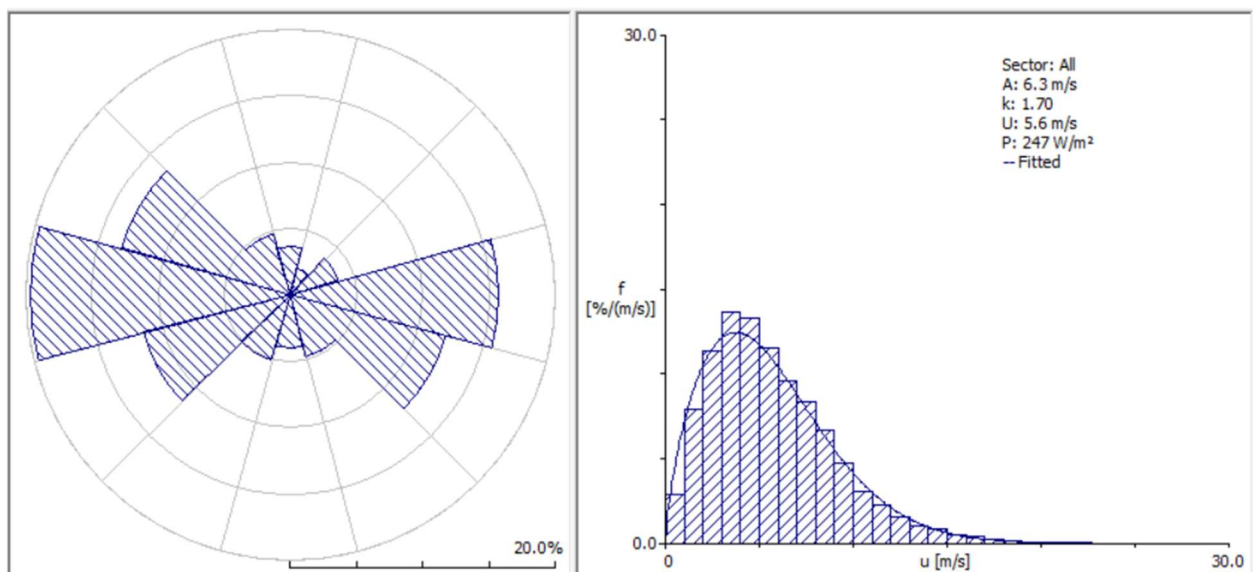 20.0%
30.0
Sector: All
A: 6.3 m/s
k: 1.70
U: 5.6 m/s
P: 247 W/m²
-- Fitted
f
[%/(m/s)]
0.0
0
u [m/s]
30.0